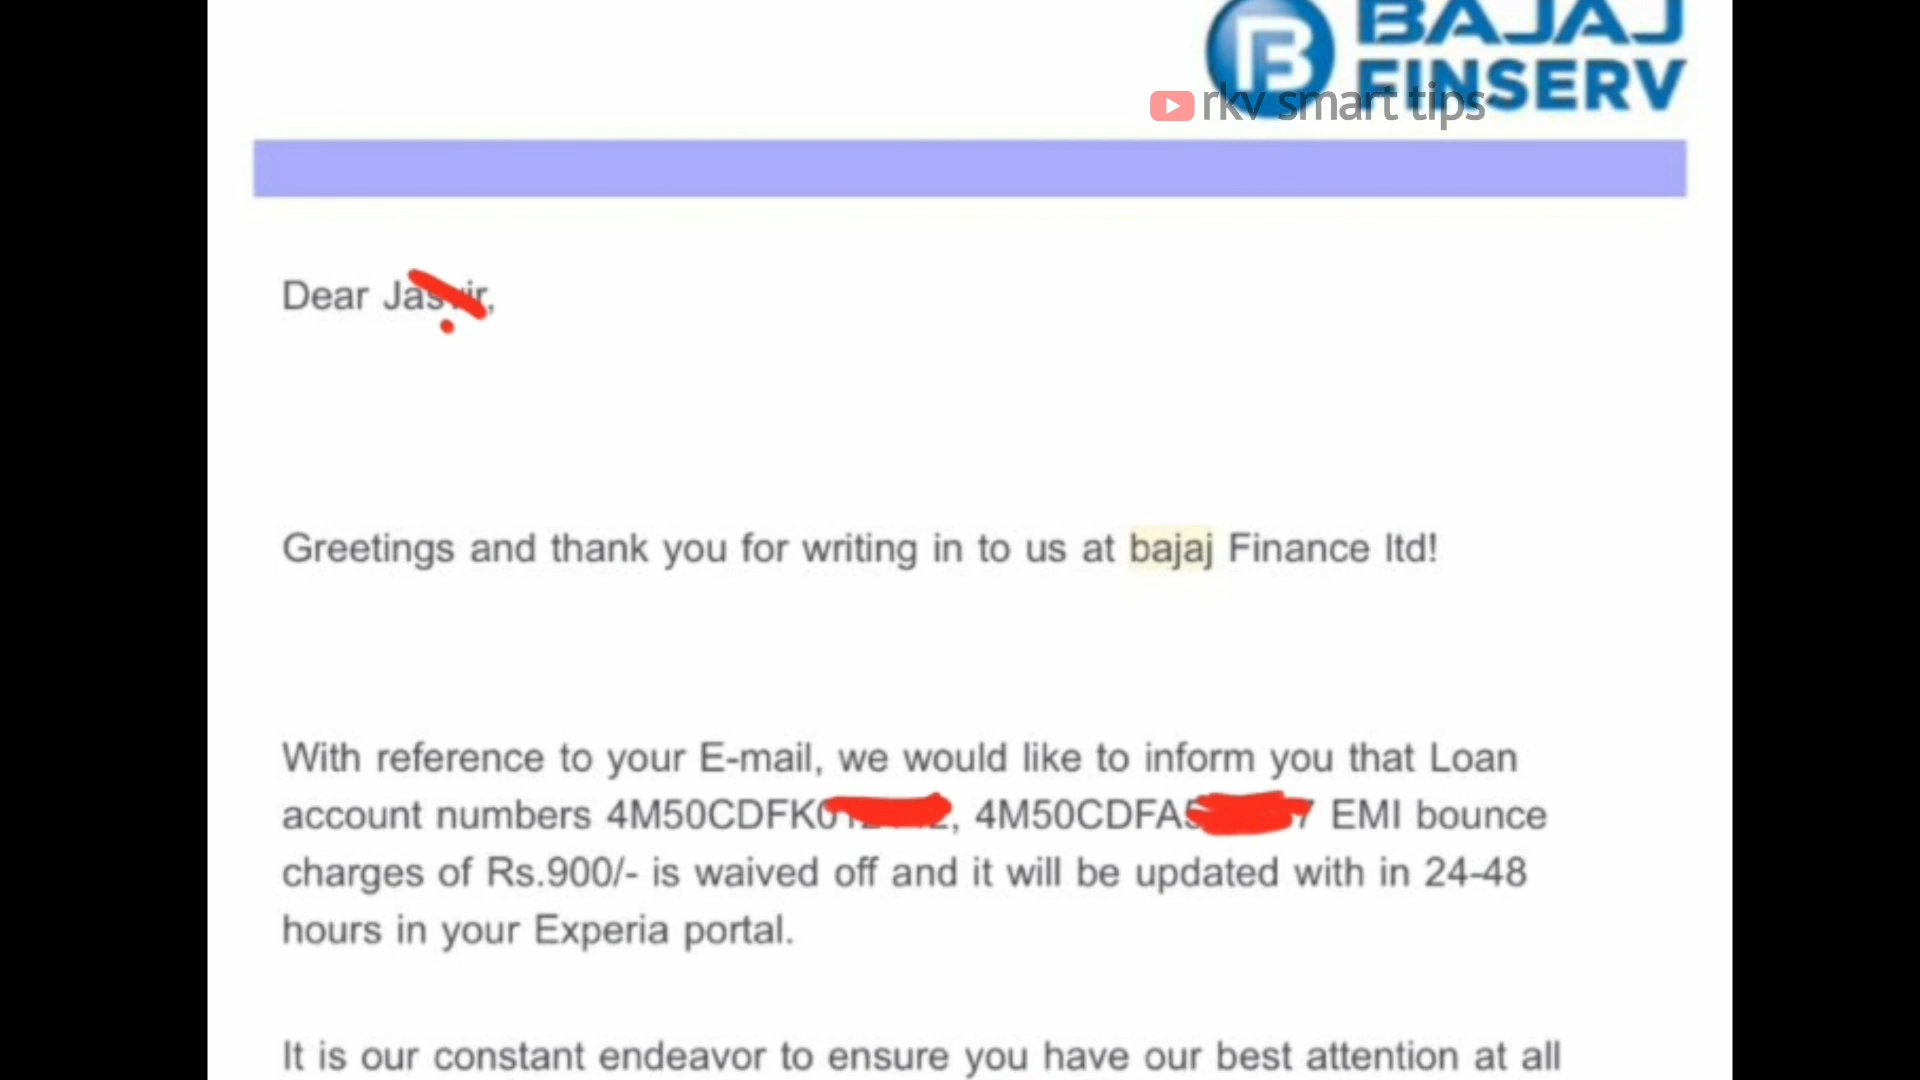 BAJAJ
FINSERV
rkv smart tips
Dear
Greetings and thank you for writing in to us at bajaj Finance ltd!
With reference to your E-mail, we would like to inform you that Loan
account numbers EMI bounce
charges of Rs.900/- is waived off and it will be updated with in 24-48
hours in your Experia portal.
It is our constant endeavor to ensure you have our best attention at all